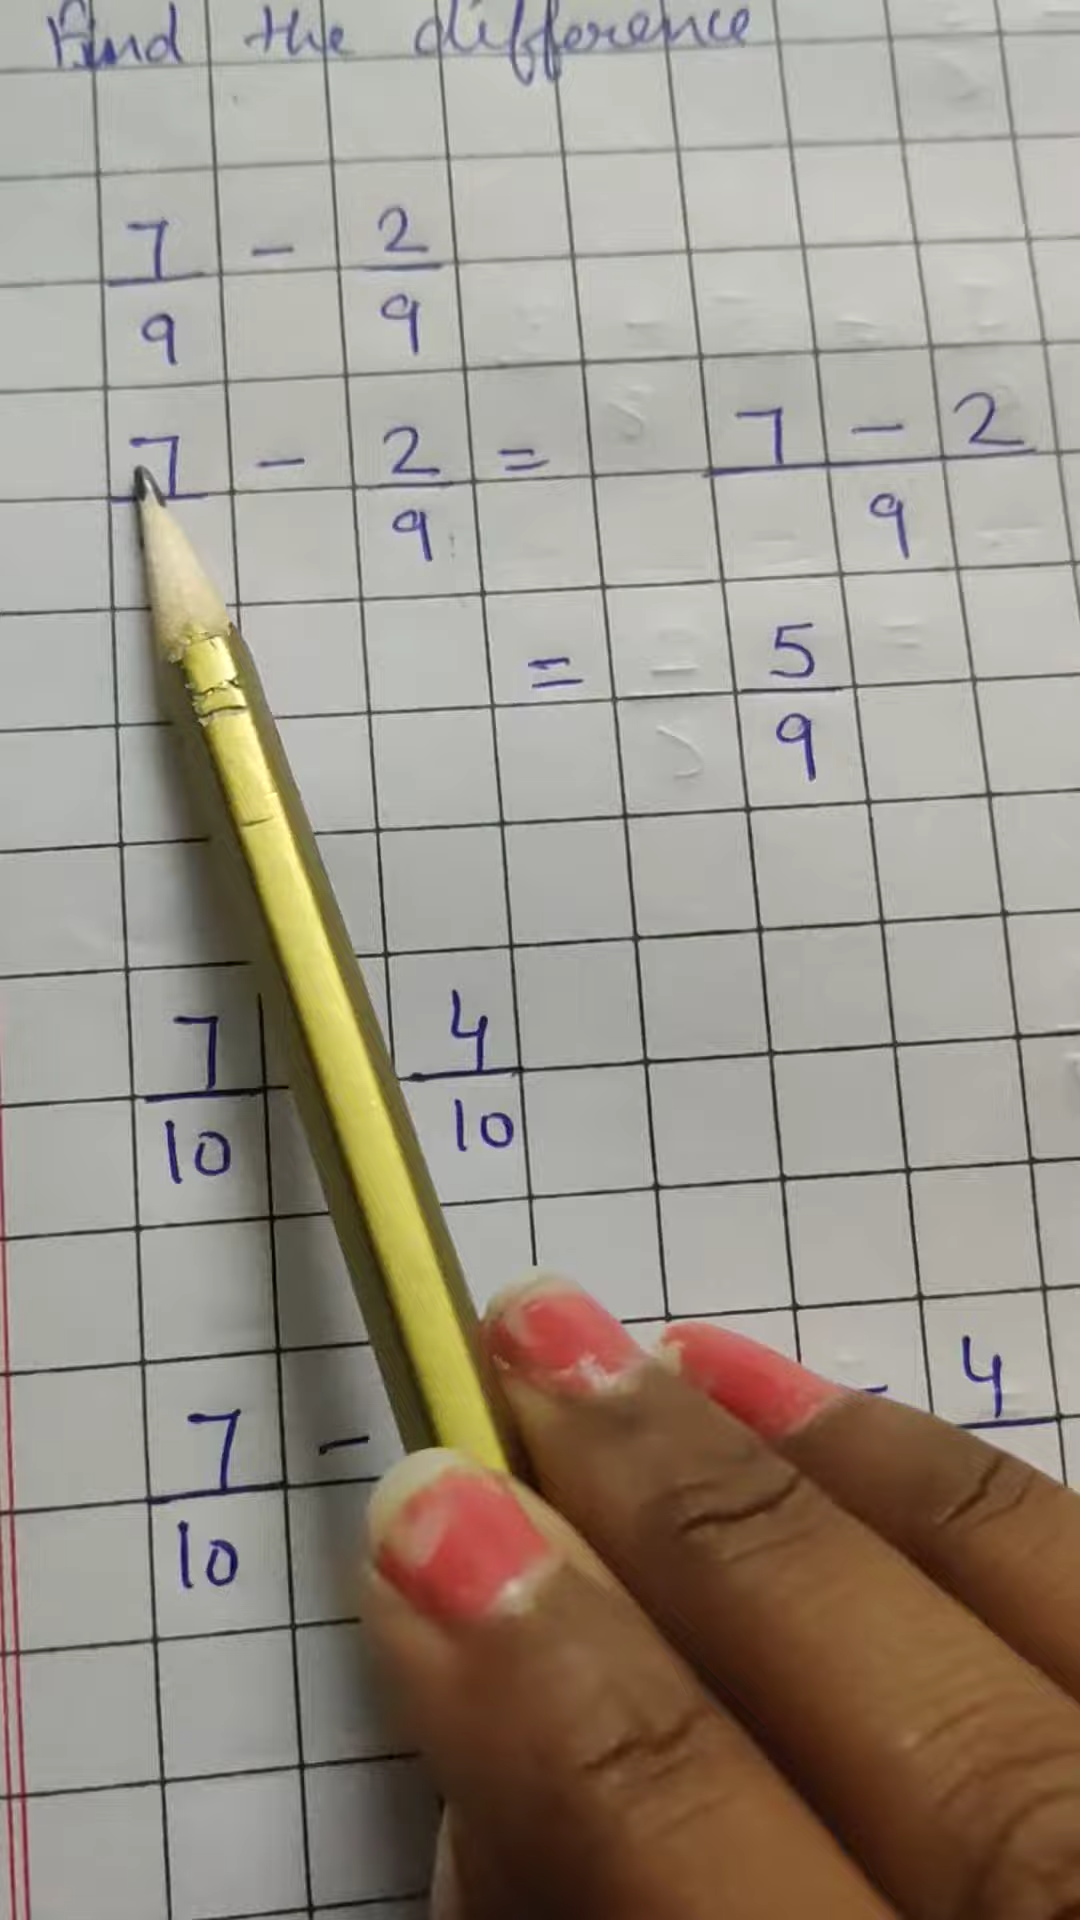 Find the difference
7/9 - 2/9
7 - 2/9 = 7 - 2/9
= 5/9
7/10 4/10
7/10 - - 4